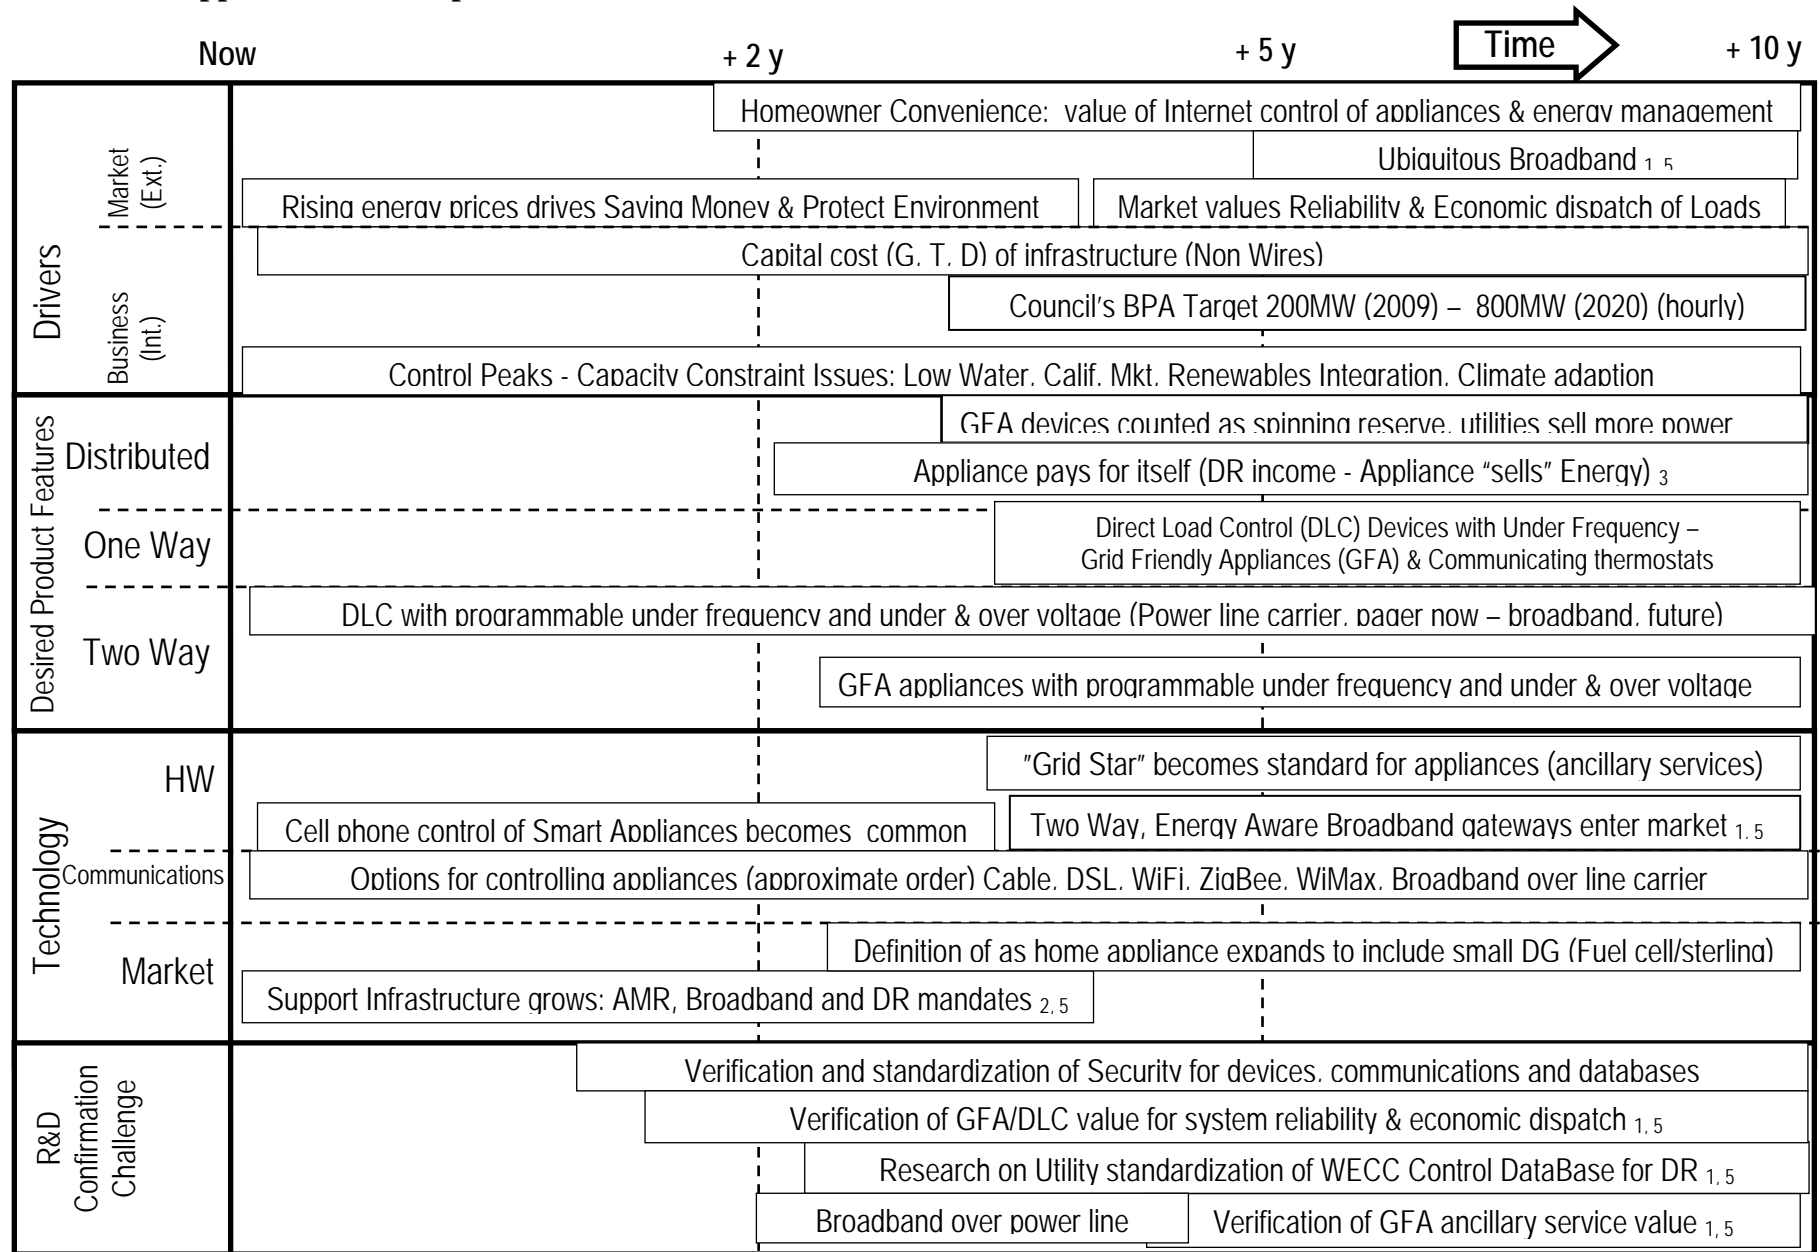 Now
+ 2 y
+ 5 y
Time
+ 10 y
Drivers
Market
(Ext.)
Homeowner Convenience: value of Internet control of appliances & energy management
Ubiquitous Broadband 1, 5
Rising energy prices drives Saving Money & Protect Environment
Market values Reliability & Economic dispatch of Loads
Business
(Int.)
Capital cost (G, T, D) of infrastructure (Non Wires)
Council's BPA Target 200MW (2009) – 800MW (2020) (hourly)
Control Peaks - Capacity Constraint Issues: Low Water, Calif. Mkt, Renewables Integration, Climate adaption
Desired Product Features
Distributed
GFA devices counted as spinning reserve, utilities sell more power
Appliance pays for itself (DR income - Appliance “sells” Energy) 3
One Way
Direct Load Control (DLC) Devices with Under Frequency –
Grid Friendly Appliances (GFA) & Communicating thermostats
Two Way
DLC with programmable under frequency and under & over voltage (Power line carrier, pager now – broadband, future)
GFA appliances with programmable under frequency and under & over voltage
Technology
HW
"Grid Star" becomes standard for appliances (ancillary services)
Cell phone control of Smart Appliances becomes common
Two Way, Energy Aware Broadband gateways enter market 1, 5
Communications
Options for controlling appliances (approximate order) Cable, DSL, WiFi, ZigBee, WiMax, Broadband over line carrier
Market
Definition of as home appliance expands to include small DG (Fuel cell/sterling)
Support Infrastructure grows: AMR, Broadband and DR mandates 2, 5
R&D
Confirmation
Challenge
Verification and standardization of Security for devices, communications and databases
Verification of GFA/DLC value for system reliability & economic dispatch 1, 5
Research on Utility standardization of WECC Control DataBase for DR 1, 5
Broadband over power line
Verification of GFA ancillary service value 1, 5